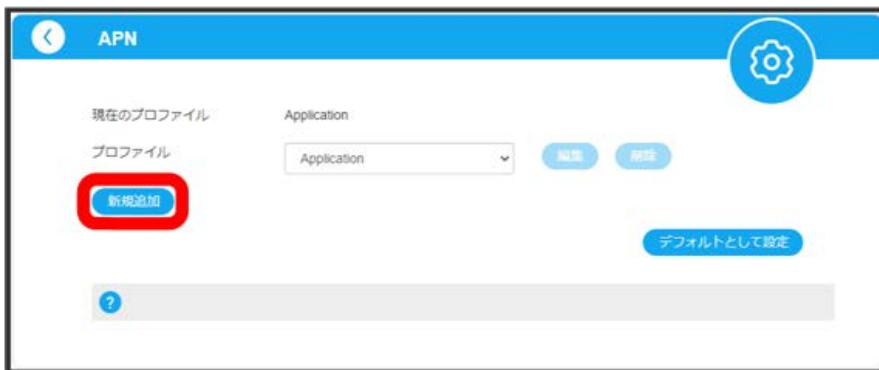 APN
現在のプロファイル Application
プロファイル Application 編集 削除
新規追加
デフォルトとして設定
?